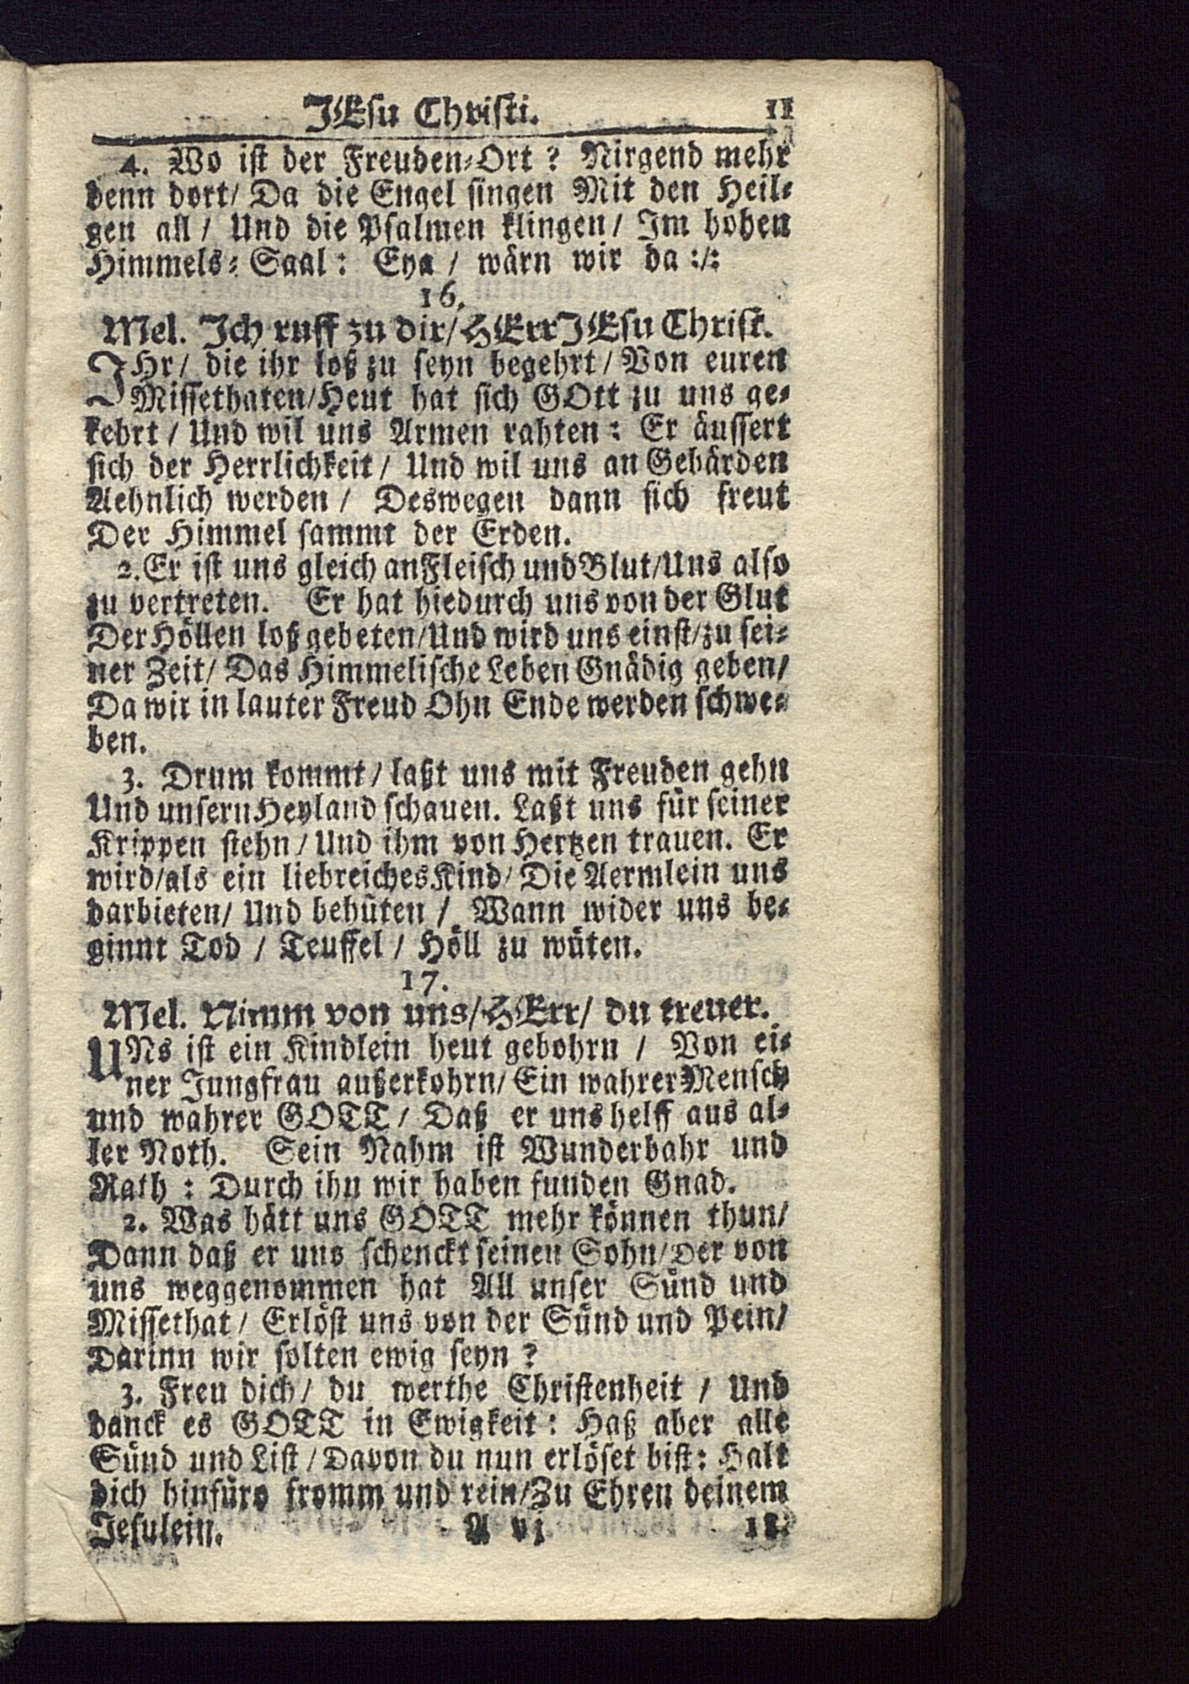 JEsu Christi. 11
4. Wo ist der Freuden-Ort? Nirgend mehr
denn dort/ Da die Engel singen Mit den Heil-
gen all / Und die Psalmen klingen/ Im hohen
Himmels-Saal: Eya / wärn wir da :/:
16.
Mel. Ich ruff zu dir/HErr JEsu Christ.
IHr/ die ihr loß zu seyn begehrt/ Von euren
Missethaten/Heut hat sich GOtt zu uns ge-
kehrt / Und wil uns Armen rahten: Er äussert
sich der Herrlichkeit/ Und wil uns an Gebärden
Aehnlich werden / Deswegen dann sich freut
Der Himmel sammt der Erden.
2. Er ist uns gleich an Fleisch und Blut/Uns also
zu vertreten. Er hat hiedurch uns von der Glut
Der Höllen loß gebeten/Und wird uns einst/zu sei-
ner Zeit/ Das Himmelische Leben Gnädig geben/
Da wir in lauter Freud Ohn Ende werden schwe-
ben.
3. Drum kommt/ laßt uns mit Freuden gehn
Und unsern Heyland schauen. Laßt uns für seiner
Krippen stehn/ Und ihm von Hertzen trauen. Er
wird/als ein liebreiches Kind/ Die Aermlein uns
darbieten/ Und behüten / Wann wider uns be-
ginnt Tod / Teuffel / Höll zu wüten.
17.
Mel. Nimm von uns/HErr/ du treuer.
UNs ist ein Kindlein heut gebohrn / Von ei-
ner Jungfrau außerkohrn/ Ein wahrer Mensch
und wahrer GOTT/ Daß er uns helff aus al-
ler Noth. Sein Nahm ist Wunderbahr und
Rath: Durch ihn wir haben funden Gnad.
2. Was hätt uns GOTT mehr können thun/
Dann daß er uns schenckt seinen Sohn/Der von
uns weggenommen hat All unser Sünd und
Missethat/ Erlöst uns von der Sünd und Pein/
Darinn wir solten ewig seyn?
3. Freu dich/ du werthe Christenheit / Und
danck es GOTT in Ewigkeit: Haß aber alle
Sünd und List/Davon du nun erlöset bist: Halt
dich hinfüro fromm und rein/Zu Ehren deinem
Jesulein. A vj 18.